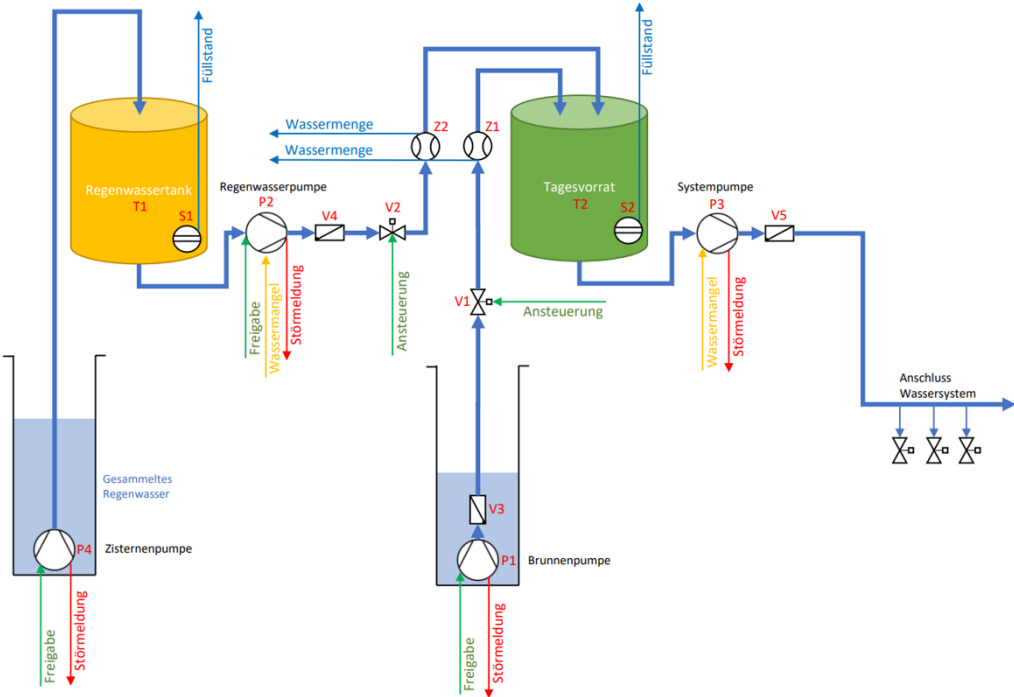 Füllstand
Füllstand
Z2
Z1
Wassermenge
Wassermenge
Regenwassertank
T1
S1
Regenwasserpumpe
P2
V4
V2
Tagesvorrat
T2
S2
Systempumpe
P3
V5
Freigabe
Wassermangel
Störmeldung
Ansteuerung
V1
Ansteuerung
Wassermangel
Störmeldung
Anschluss
Wassersystem
Gesammeltes
Regenwasser
V3
P4
Zisternenpumpe
P1
Brunnenpumpe
Freigabe
Störmeldung
Freigabe
Störmeldung